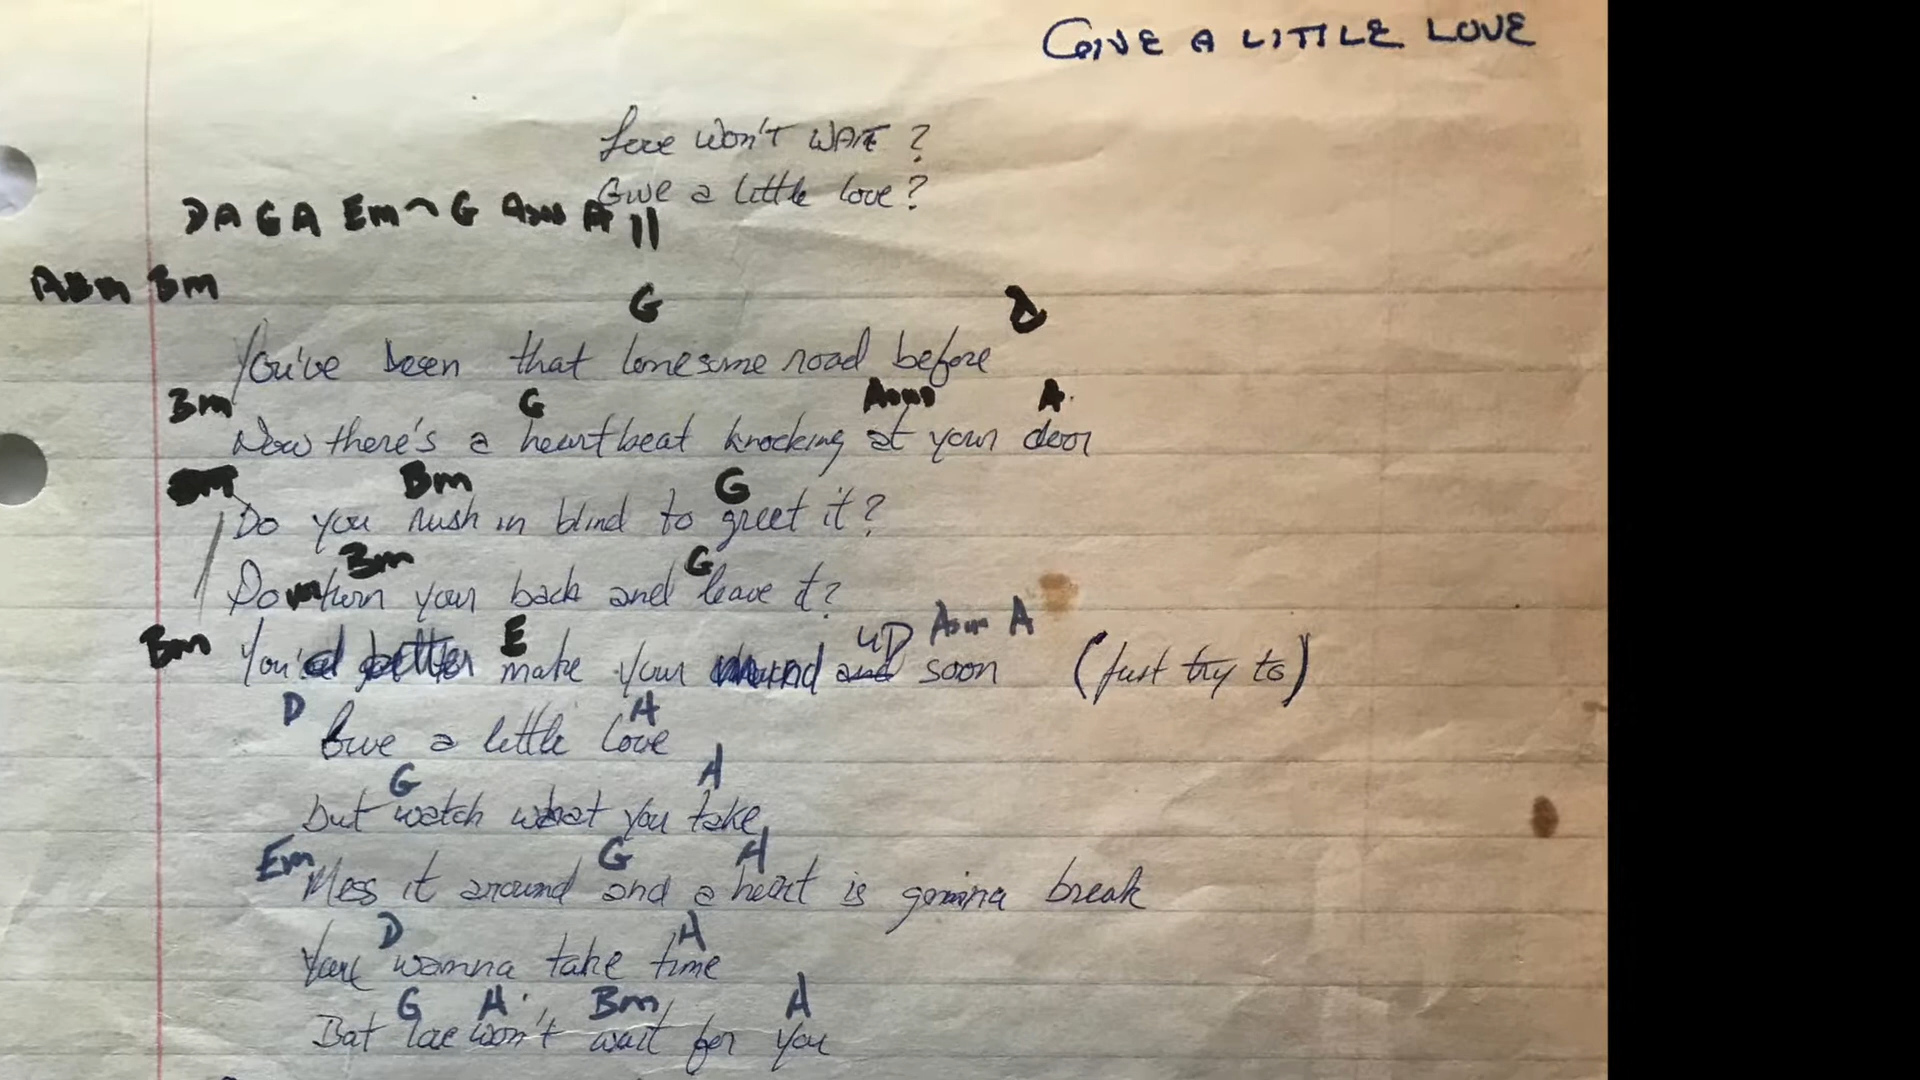 GIVE A LITTLE LOVE
Love Won't WAIT ?
Give a little love?
D A G A Em G Asus A ||
Bm
G D
You've been that lonesome road before
Bm G Asus A
Now there's a heartbeat knocking at your door
Bm G
Do you rush in blind to greet it?
Bm G
Do turn your back and leave it?
Bm E UP Asus A
You'd better make your mind and soon (Just try to)
D A
Give a little love
G A
But watch what you take
Em G A
Mess it around and a heart is gonna break
D A
You wanna take time
G A Bm A
But love won't wait for you